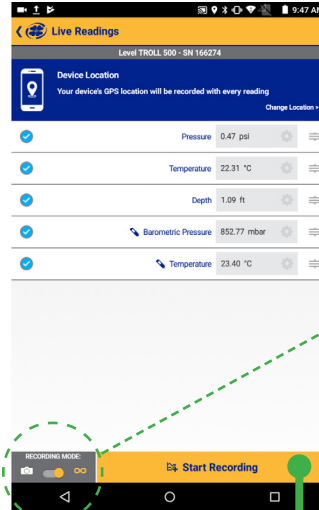 9:47 AM
Live Readings
Level TROLL 500 - SN 166274
Device Location
Your device's GPS location will be recorded with every reading
Change Location >
Pressure 0.47 psi
Temperature 22.31 °C
Depth 1.09 ft
Barometric Pressure 852.77 mbar
Temperature 23.40 °C
RECORDING MODE:
Start Recording